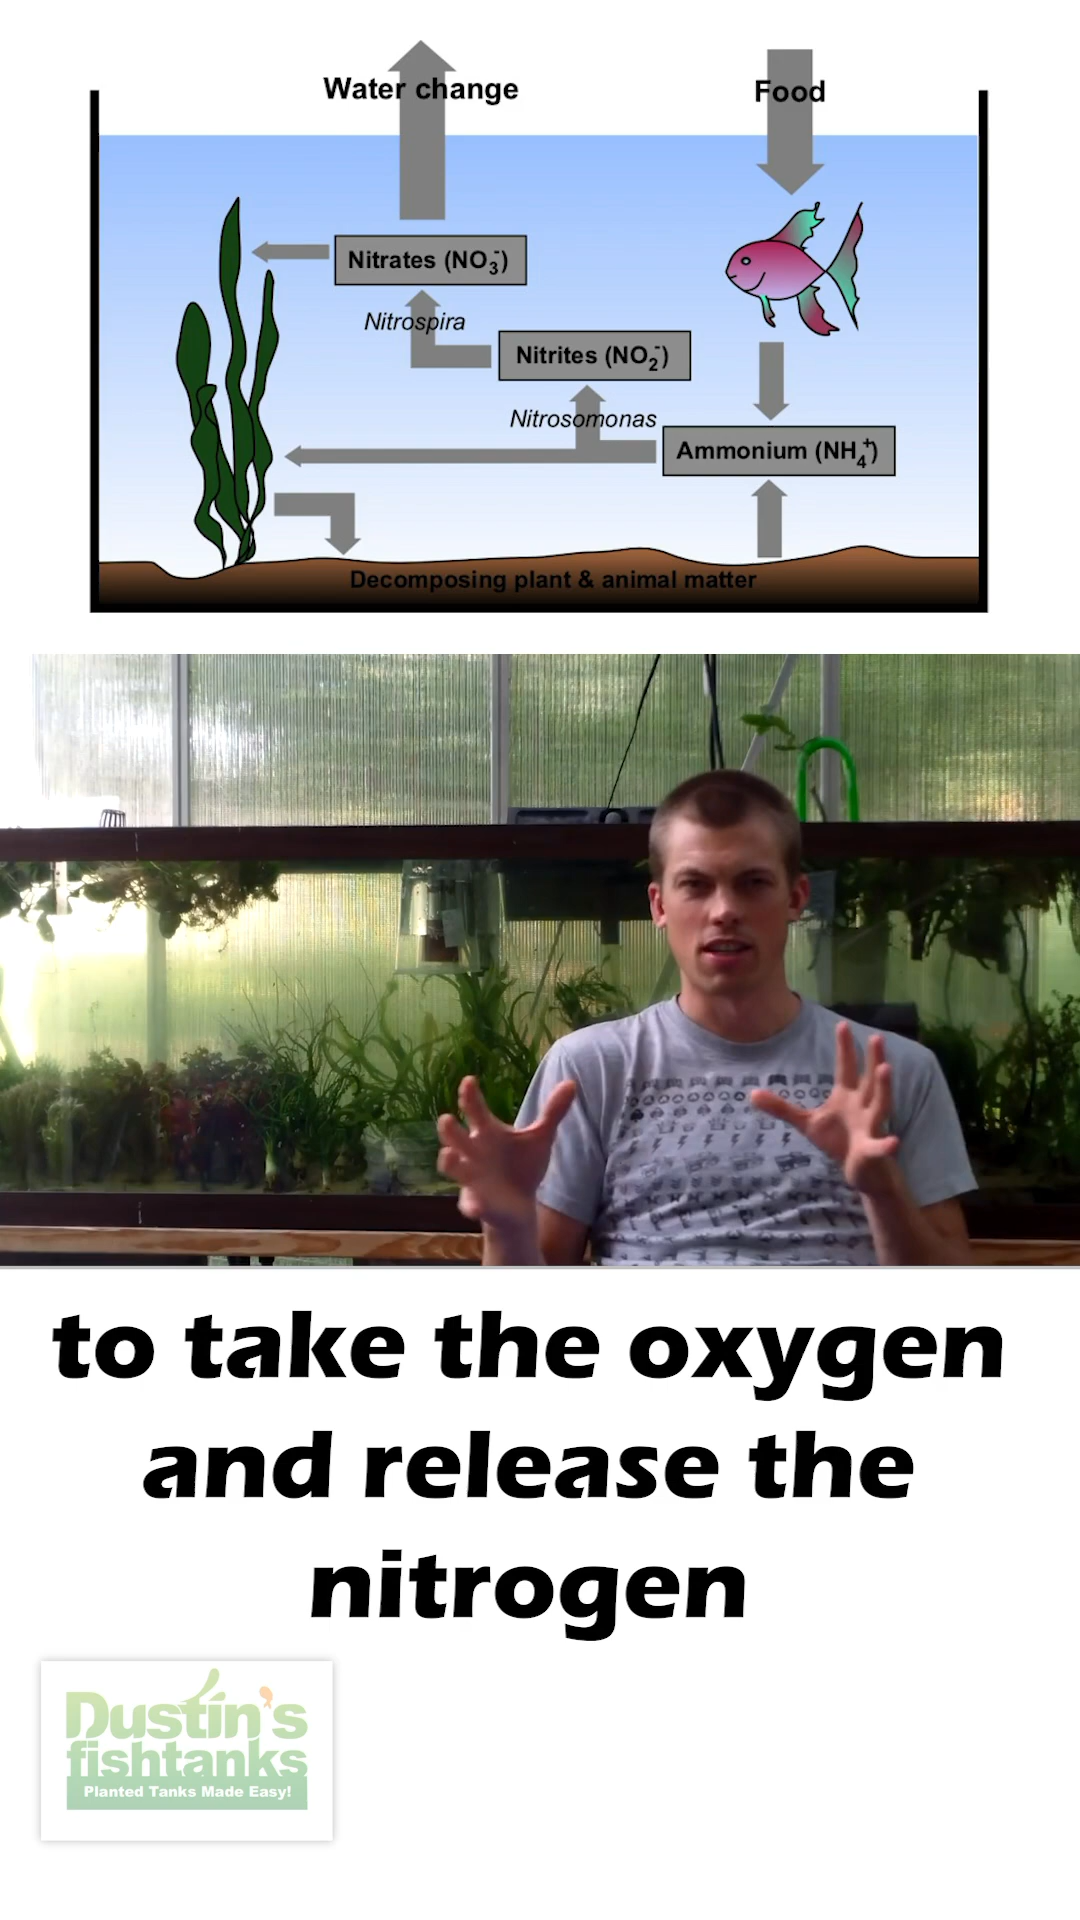 Water change
Food
Nitrates (NO₃⁻)
Nitrospira
Nitrites (NO₂⁻)
Nitrosomonas
Ammonium (NH₄⁺)
Decomposing plant & animal matter
to take the oxygen
and release the
nitrogen
Dustin's
fishtanks
Planted Tanks Made Easy!